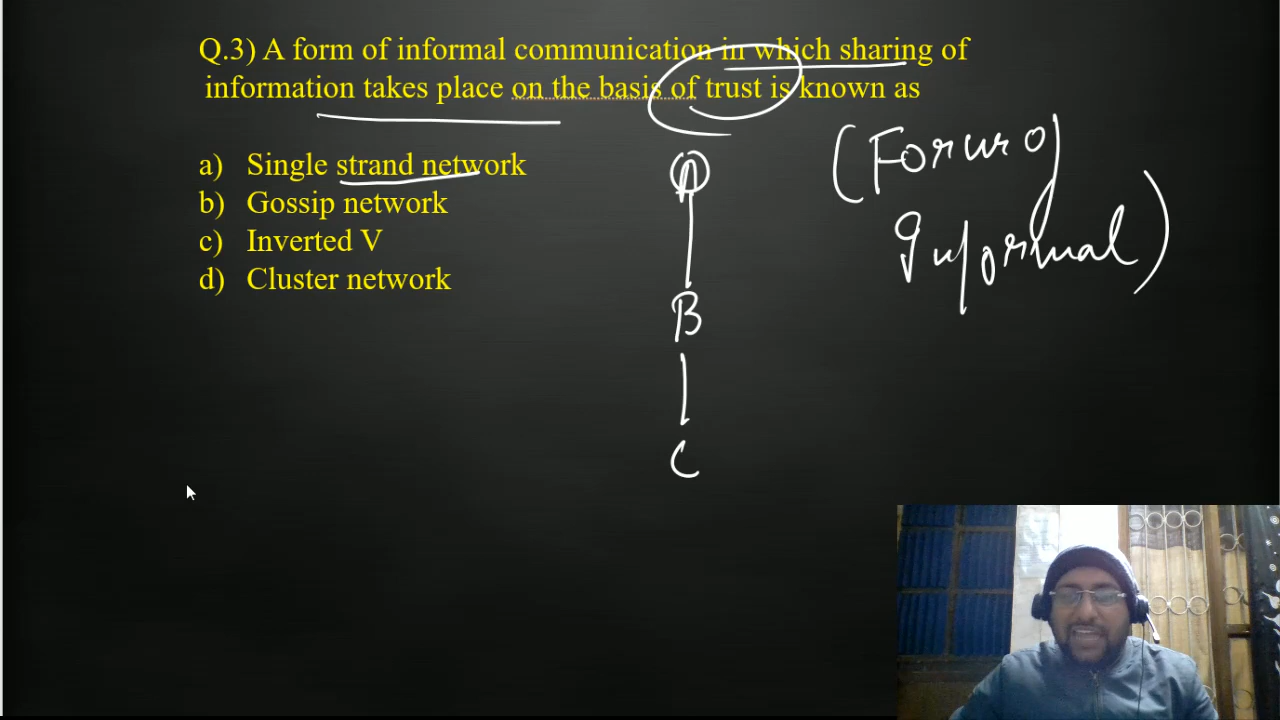 Q.3) A form of informal communication in which sharing of
information takes place on the basis of trust is known as
a) Single strand network
b) Gossip network
c) Inverted V
d) Cluster network
A
B
C
Informal)